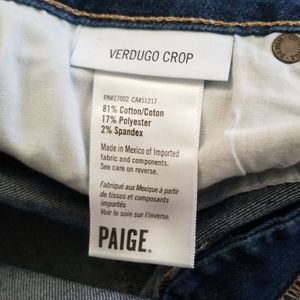 VERDUGO CROP
RN#27002 CA#51217
81% Cotton/Coton
17% Polyester
2% Spandex
Made in Mexico of Imported
fabric and components.
See care on reverse.
Fabriqué aux Mexique à partir
de tissus et composants
importés
Voir le soin sur l'inverse.
PAIGE.